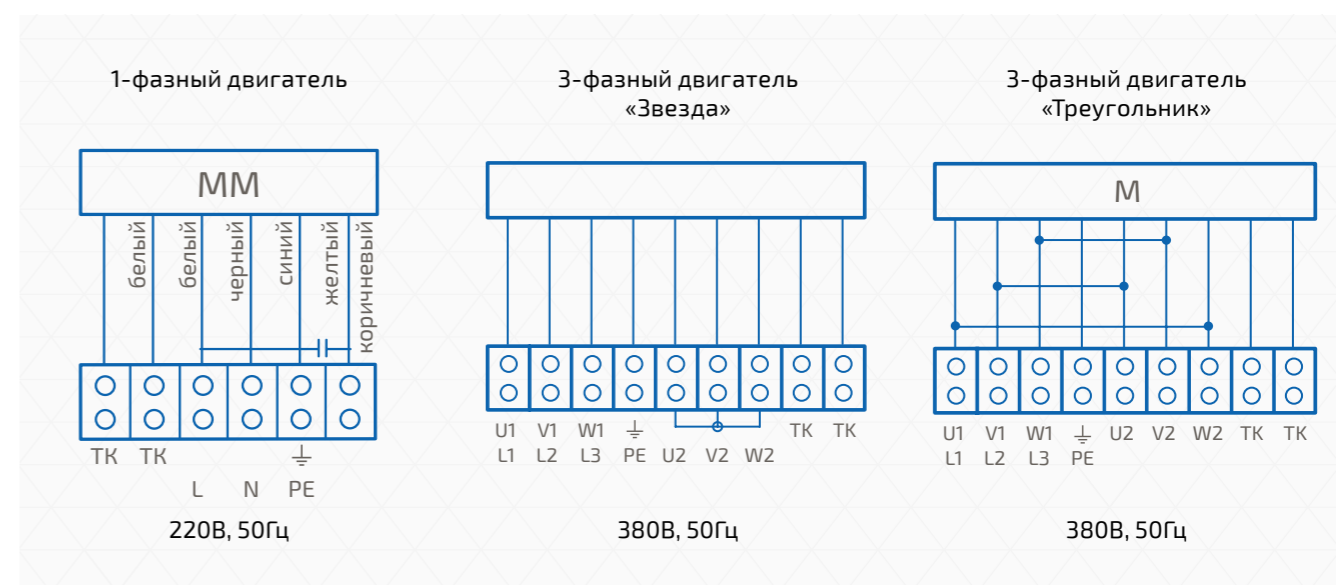 1-фазный двигатель
3-фазный двигатель
«Звезда»
3-фазный двигатель
«Треугольник»
ММ
М
белый
белый
черный
синий
желтый
коричневый
ТК ТК
L N PE
U1 V1 W1 ТК ТК
L1 L2 L3 PE U2 V2 W2
U1 V1 W1 U2 V2 W2 ТК ТК
L1 L2 L3 PE
220В, 50Гц
380В, 50Гц
380В, 50Гц